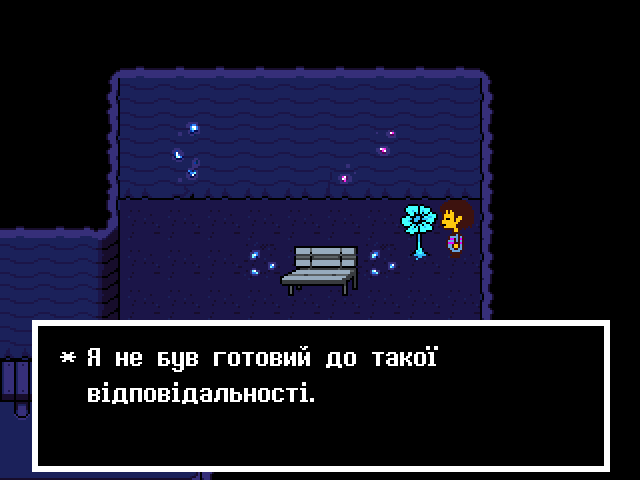 * Я не був готовий до такої
відповідальності.